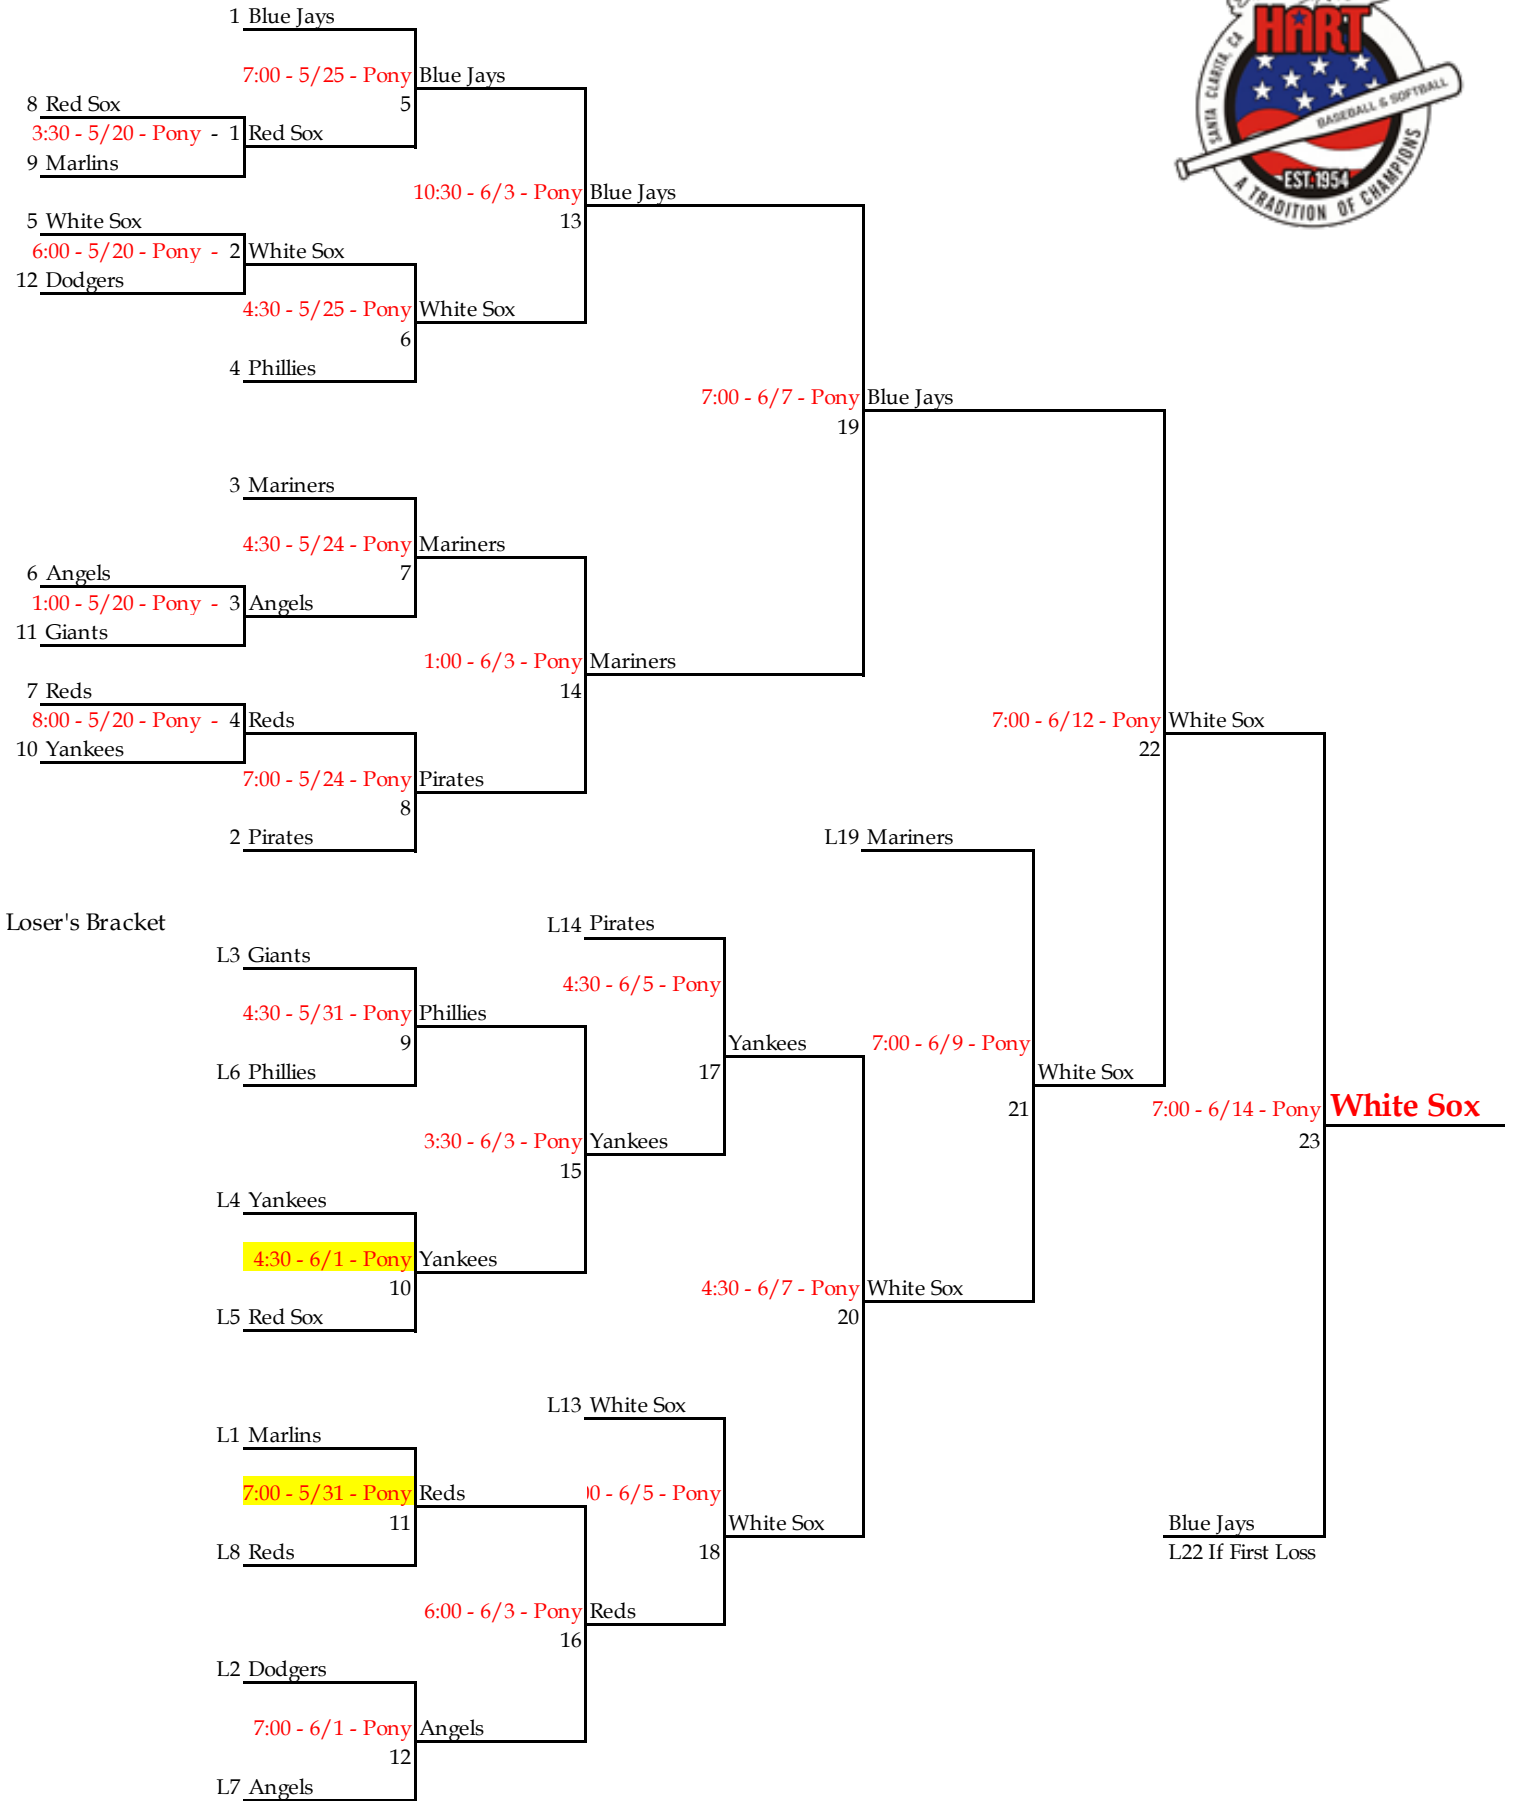 1 Blue Jays
HART
SANTA CLARITA, CA
BASEBALL & SOFTBALL
EST. 1954
A TRADITION OF CHAMPIONS
7:00 - 5/25 - Pony Blue Jays
8 Red Sox
5
3:30 - 5/20 - Pony - 1 Red Sox
9 Marlins
10:30 - 6/3 - Pony Blue Jays
5 White Sox
13
6:00 - 5/20 - Pony - 2 White Sox
12 Dodgers
4:30 - 5/25 - Pony White Sox
6
4 Phillies
7:00 - 6/7 - Pony Blue Jays
19
3 Mariners
4:30 - 5/24 - Pony Mariners
6 Angels
7
1:00 - 5/20 - Pony - 3 Angels
11 Giants
1:00 - 6/3 - Pony Mariners
7 Reds
14
8:00 - 5/20 - Pony - 4 Reds
7:00 - 6/12 - Pony White Sox
10 Yankees
22
7:00 - 5/24 - Pony Pirates
8
2 Pirates
L19 Mariners
Loser's Bracket
L14 Pirates
L3 Giants
4:30 - 6/5 - Pony
4:30 - 5/31 - Pony Phillies
9
Yankees
7:00 - 6/9 - Pony
L6 Phillies
17
White Sox
21
7:00 - 6/14 - Pony White Sox
3:30 - 6/3 - Pony Yankees
23
15
L4 Yankees
4:30 - 6/1 - Pony Yankees
10
4:30 - 6/7 - Pony White Sox
L5 Red Sox
20
L13 White Sox
L1 Marlins
7:00 - 5/31 - Pony Reds
0 - 6/5 - Pony
11
White Sox
Blue Jays
L8 Reds
18
L22 If First Loss
6:00 - 6/3 - Pony Reds
16
L2 Dodgers
7:00 - 6/1 - Pony Angels
12
L7 Angels